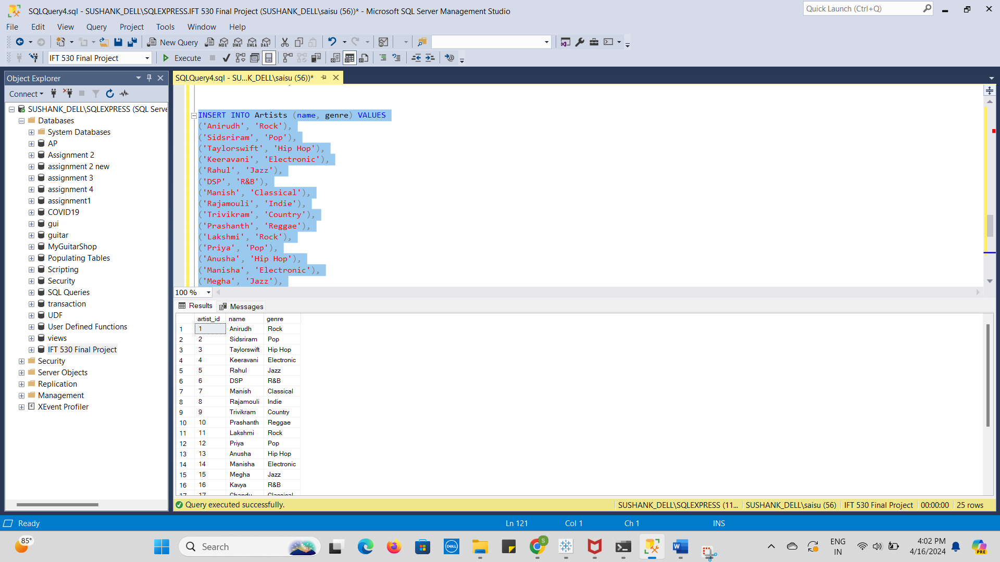 SQLQuery4.sql - SUSHANK_DELL\SQLEXPRESS.IFT 530 Final Project (SUSHANK_DELL\saisu (56))* - Microsoft SQL Server Management Studio
Quick Launch (Ctrl+Q)
File Edit View Query Project Tools Window Help
New Query MDX DMX XMLA DAX
IFT 530 Final Project Execute
Object Explorer
Connect
SUSHANK_DELL\SQLEXPRESS (SQL Serve
Databases
System Databases
AP
Assignment 2
assignment 2 new
assignment 3
assignment 4
assignment1
COVID19
gui
guitar
MyGuitarShop
Populating Tables
Scripting
Security
SQL Queries
transaction
UDF
User Defined Functions
views
IFT 530 Final Project
Security
Server Objects
Replication
Management
XEvent Profiler
SQLQuery4.sql - SU...K_DELL\saisu (56))*
INSERT INTO Artists (name, genre) VALUES
('Anirudh', 'Rock'),
('Sidsriram', 'Pop'),
('Taylorswift', 'Hip Hop'),
('Keeravani', 'Electronic'),
('Rahul', 'Jazz'),
('DSP', 'R&B'),
('Manish', 'Classical'),
('Rajamouli', 'Indie'),
('Trivikram', 'Country'),
('Prashanth', 'Reggae'),
('Lakshmi', 'Rock'),
('Priya', 'Pop'),
('Anusha', 'Hip Hop'),
('Manisha', 'Electronic'),
('Megha', 'Jazz'),
100 %
Results Messages
artist_id name genre
1 1 Anirudh Rock
2 2 Sidsriram Pop
3 3 Taylorswift Hip Hop
4 4 Keeravani Electronic
5 5 Rahul Jazz
6 6 DSP R&B
7 7 Manish Classical
8 8 Rajamouli Indie
9 9 Trivikram Country
10 10 Prashanth Reggae
11 11 Lakshmi Rock
12 12 Priya Pop
13 13 Anusha Hip Hop
14 14 Manisha Electronic
15 15 Megha Jazz
16 16 Kavya R&B
17 17 Chandu Classical
Query executed successfully.
SUSHANK_DELL\SQLEXPRESS (11... SUSHANK_DELL\saisu (56) IFT 530 Final Project 00:00:00 25 rows
Ready Ln 121 Col 1 Ch 1 INS
85°
Search
DELL
S
ENG
IN
4:02 PM
4/16/2024
PRE